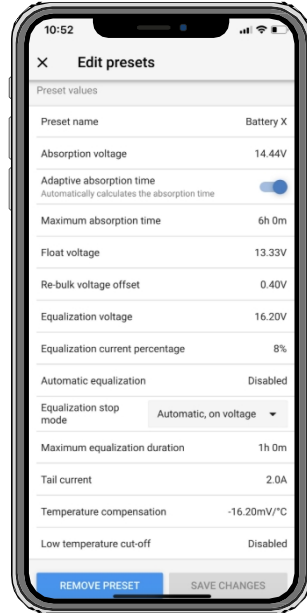 10:52
× Edit presets
Preset values
Preset name Battery X
Absorption voltage 14.44V
Adaptive absorption time
Automatically calculates the absorption time
Maximum absorption time 6h 0m
Float voltage 13.33V
Re-bulk voltage offset 0.40V
Equalization voltage 16.20V
Equalization current percentage 8%
Automatic equalization Disabled
Equalization stop mode Automatic, on voltage
Maximum equalization duration 1h 0m
Tail current 2.0A
Temperature compensation -16.20mV/°C
Low temperature cut-off Disabled
REMOVE PRESET SAVE CHANGES